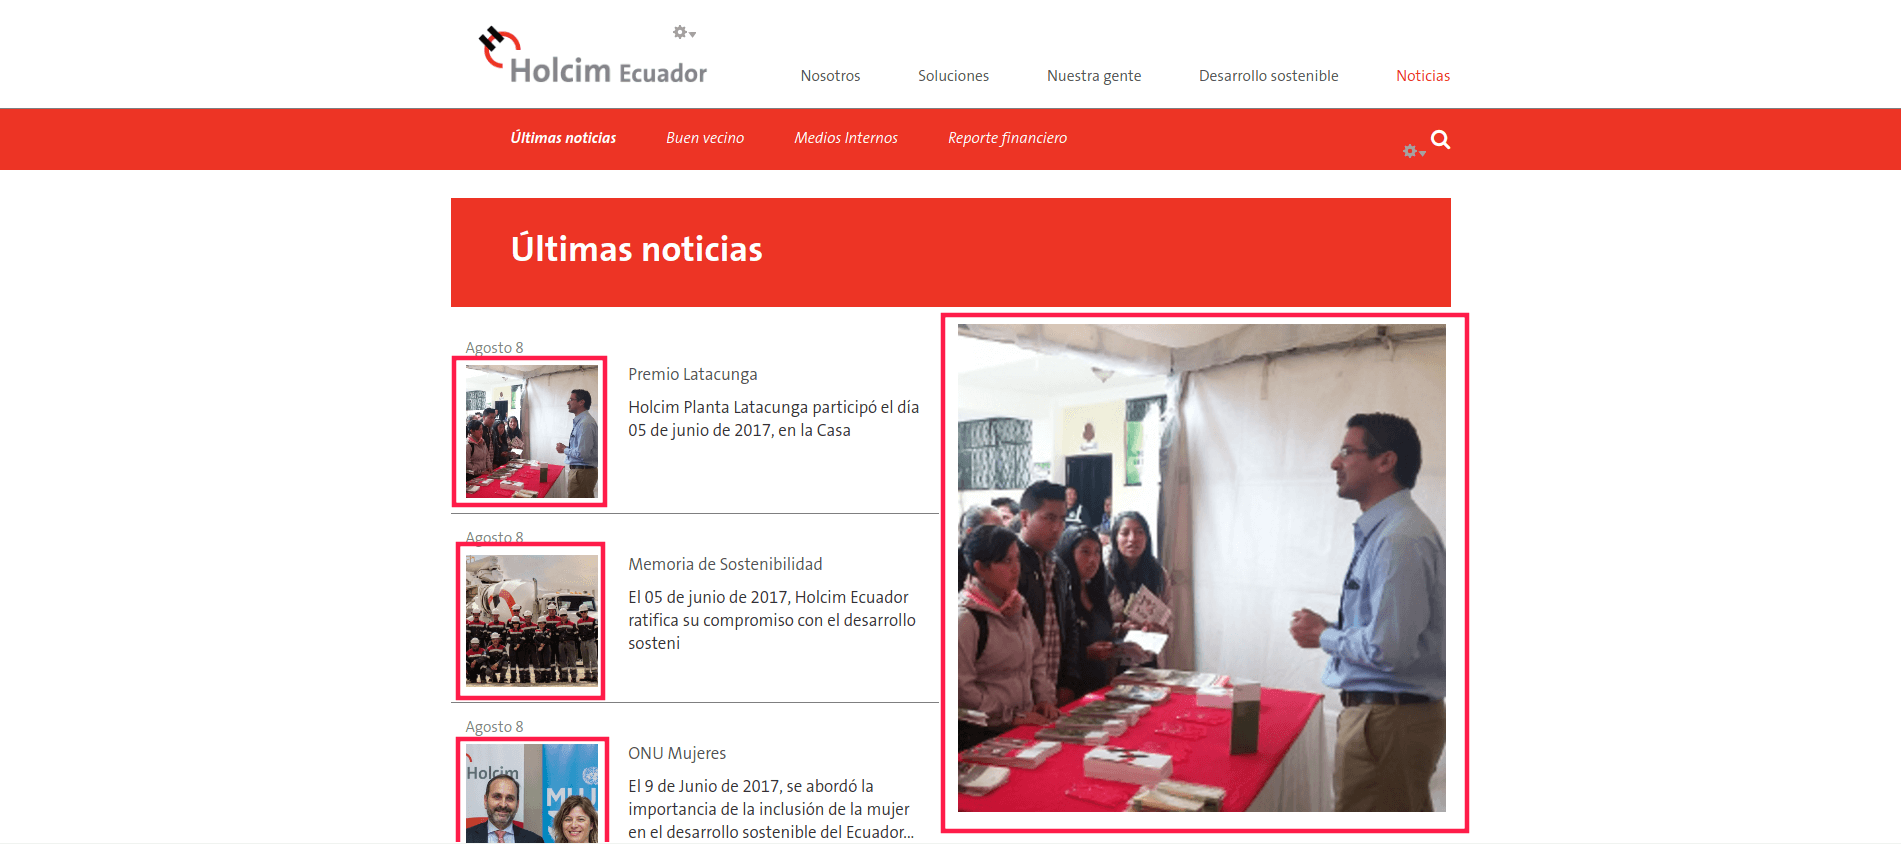 Holcim Ecuador
Nosotros
Soluciones
Nuestra gente
Desarrollo sostenible
Noticias
Últimas noticias
Buen vecino
Medios Internos
Reporte financiero
Últimas noticias
Agosto 8
Premio Latacunga
Holcim Planta Latacunga participó el día
05 de junio de 2017, en la Casa
Agosto 8
Memoria de Sostenibilidad
El 05 de junio de 2017, Holcim Ecuador
ratifica su compromiso con el desarrollo
sosteni
Agosto 8
Holcim
MUJ
ONU Mujeres
El 9 de Junio de 2017, se abordó la
importancia de la inclusión de la mujer
en el desarrollo sostenible del Ecuador...